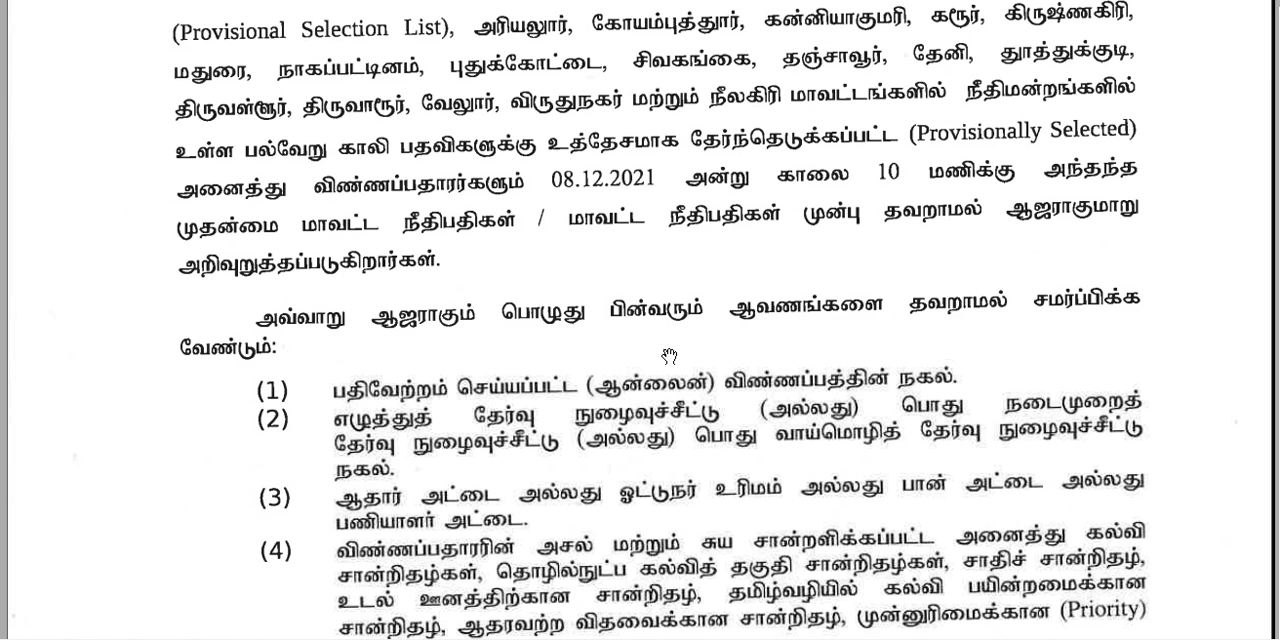 (Provisional Selection List), அரியலூர், கோயம்புத்தூர், கன்னியாகுமரி, கரூர், கிருஷ்ணகிரி,
மதுரை, நாகப்பட்டினம், புதுக்கோட்டை, சிவகங்கை, தஞ்சாவூர், தேனி, தூத்துக்குடி,
திருவள்ளூர், திருவாரூர், வேலூர், விருதுநகர் மற்றும் நீலகிரி மாவட்டங்களில் நீதிமன்றங்களில்
உள்ள பல்வேறு காலி பதவிகளுக்கு உத்தேசமாக தேர்ந்தெடுக்கப்பட்ட (Provisionally Selected)
அனைத்து விண்ணப்பதாரர்களும் 08.12.2021 அன்று காலை 10 மணிக்கு அந்தந்த
முதன்மை மாவட்ட நீதிபதிகள் / மாவட்ட நீதிபதிகள் முன்பு தவறாமல் ஆஜராகுமாறு
அறிவுறுத்தப்படுகிறார்கள்.
அவ்வாறு ஆஜராகும் பொழுது பின்வரும் ஆவணங்களை தவறாமல் சமர்ப்பிக்க
வேண்டும்:
(1) பதிவேற்றம் செய்யப்பட்ட (ஆன்லைன்) விண்ணப்பத்தின் நகல்.
(2) எழுத்துத் தேர்வு நுழைவுச்சீட்டு (அல்லது) பொது நடைமுறைத்
தேர்வு நுழைவுச்சீட்டு (அல்லது) பொது வாய்மொழித் தேர்வு நுழைவுச்சீட்டு
நகல்.
(3) ஆதார் அட்டை அல்லது ஓட்டுநர் உரிமம் அல்லது பான் அட்டை அல்லது
பணியாளர் அட்டை.
(4) விண்ணப்பதாரரின் அசல் மற்றும் சுய சான்றளிக்கப்பட்ட அனைத்து கல்வி
சான்றிதழ்கள், தொழில்நுட்ப கல்வித் தகுதி சான்றிதழ்கள், சாதிச் சான்றிதழ்,
உடல் ஊனத்திற்கான சான்றிதழ், தமிழ்வழியில் கல்வி பயின்றமைக்கான
சான்றிதழ், ஆதரவற்ற விதவைக்கான சான்றிதழ், முன்னுரிமைக்கான (Priority)